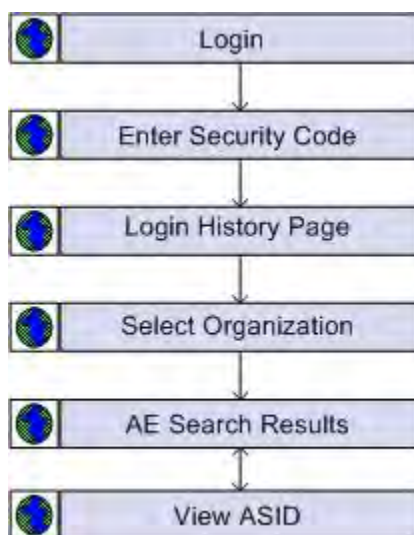 Login
Enter Security Code
Login History Page
Select Organization
AE Search Results
View ASID